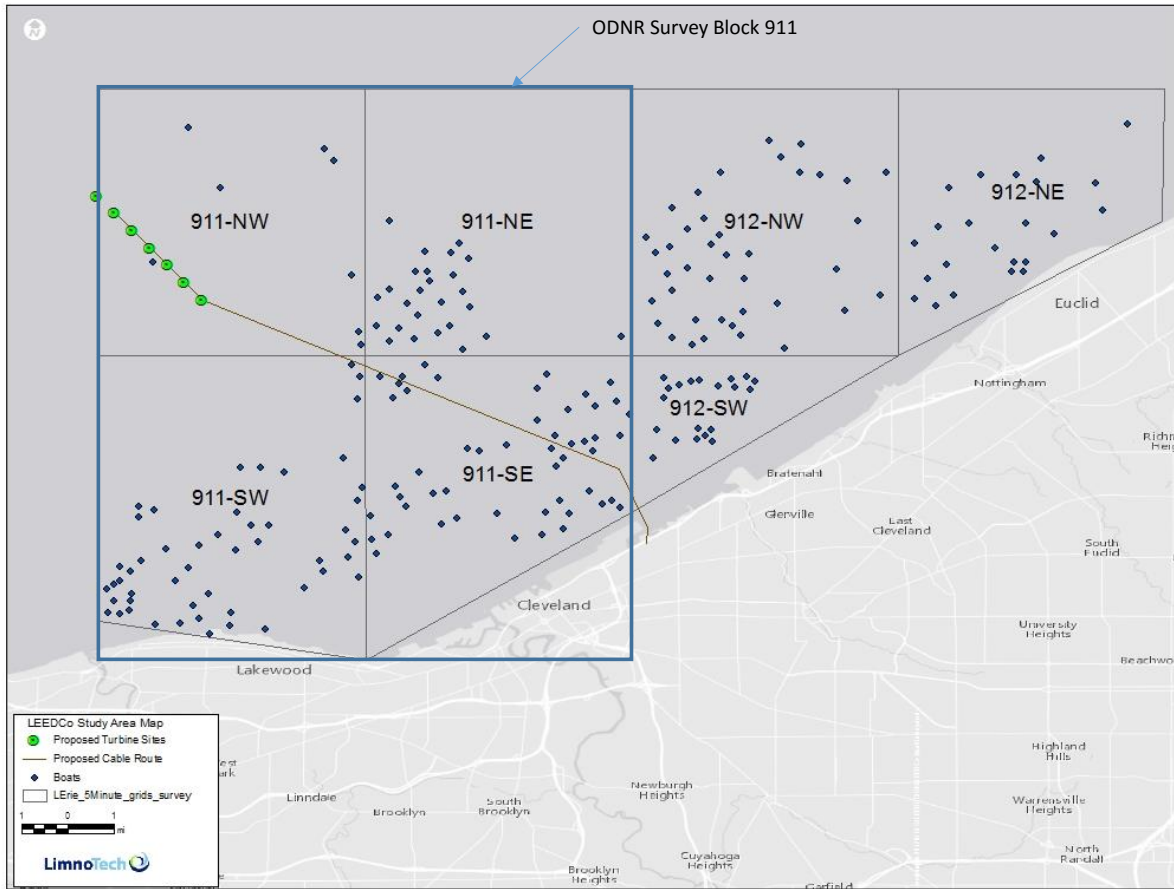 N
ODNR Survey Block 911
911-NW
911-NE
912-NW
912-NE
Euclid
Nottingham
912-SW
911-SW
911-SE
Bratenahl
Glenville
East
Cleveland
South
Euclid
Cleveland
University
Heights
Lakewood
LEEDCo Study Area Map
Proposed Turbine Sites
Proposed Cable Route
Boats
LErie_5Minute_grids_survey
1 0 1
mi
LimnoTech
Linndale
Brooklyn
South
Brooklyn
Newburgh
Heights
Highland
Hills
Warrensville
Heights
Cuyahoga
Heights
Brooklyn
Heights
North
Randall
Garfield